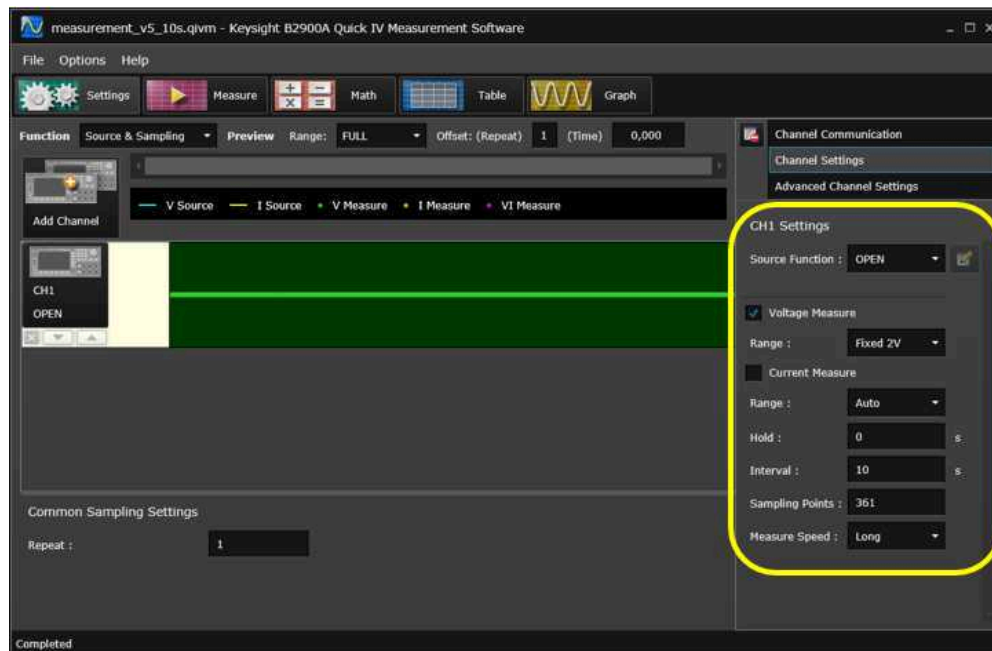 measurement_v5_10s.qivm - Keysight B2900A Quick IV Measurement Software
File Options Help
Settings Measure Math Table Graph
Function Source & Sampling Preview Range: FULL Offset: (Repeat) 1 (Time) 0,000
Add Channel
V Source I Source V Measure I Measure VI Measure
CH1
OPEN
Common Sampling Settings
Repeat : 1
Channel Communication
Channel Settings
Advanced Channel Settings
CH1 Settings
Source Function : OPEN
Voltage Measure
Range : Fixed 2V
Current Measure
Range : Auto
Hold : 0 s
Interval : 10 s
Sampling Points : 361
Measure Speed : Long
Completed